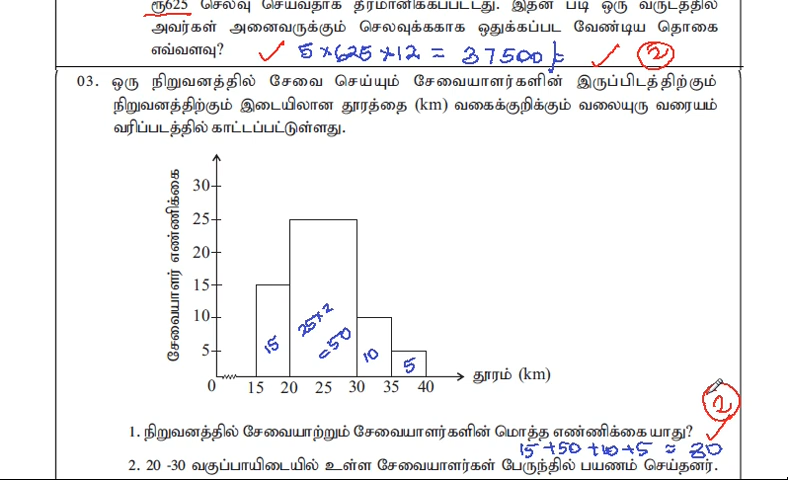 ரூ625 செலவு செய்வதாக தீர்மானிக்கப்பட்டது. இதன் படி ஒரு வருடத்தில்
அவர்கள் அனைவருக்கும் செலவுக்ககாக ஒதுக்கப்பட வேண்டிய தொகை
எவ்வளவு? 5 × 625 × 12 = 37500 2
03. ஒரு நிறுவனத்தில் சேவை செய்யும் சேவையாளர்களின் இருப்பிடத்திற்கும்
நிறுவனத்திற்கும் இடையிலான தூரத்தை (km) வகைக்குறிக்கும் வலையுரு வரையம்
வரிப்படத்தில் காட்டப்பட்டுள்ளது.
சேவையாளர் எண்ணிக்கை
30
25
20
15
10
5
15
25×2
=50
10
5
0 15 20 25 30 35 40 தூரம் (km)
2
1. நிறுவனத்தில் சேவையாற்றும் சேவையாளர்களின் மொத்த எண்ணிக்கை யாது?
15 +50 +10 +5 = 80
2. 20 -30 வகுப்பாயிடையில் உள்ள சேவையாளர்கள் பேருந்தில் பயணம் செய்தனர்.